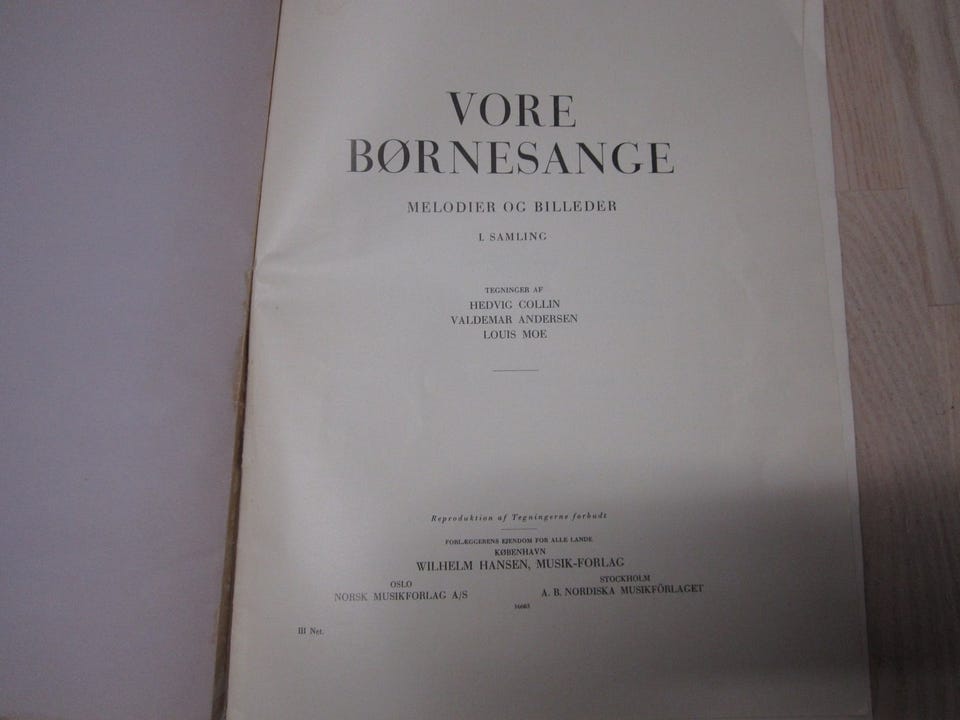 VORE
BØRNESANGE
MELODIER OG BILLEDER
I. SAMLING
TEGNINGER AF
HEDVIG COLLIN
VALDEMAR ANDERSEN
LOUIS MOE
Reproduktion af Tegningerne forbudt
FORLÆGGERENS EJENDOM FOR ALLE LANDE
KØBENHAVN
WILHELM HANSEN, MUSIK-FORLAG
OSLO
NORSK MUSIKFORLAG A/S
STOCKHOLM
A. B. NORDISKA MUSIKFÖRLAGET
III Net.